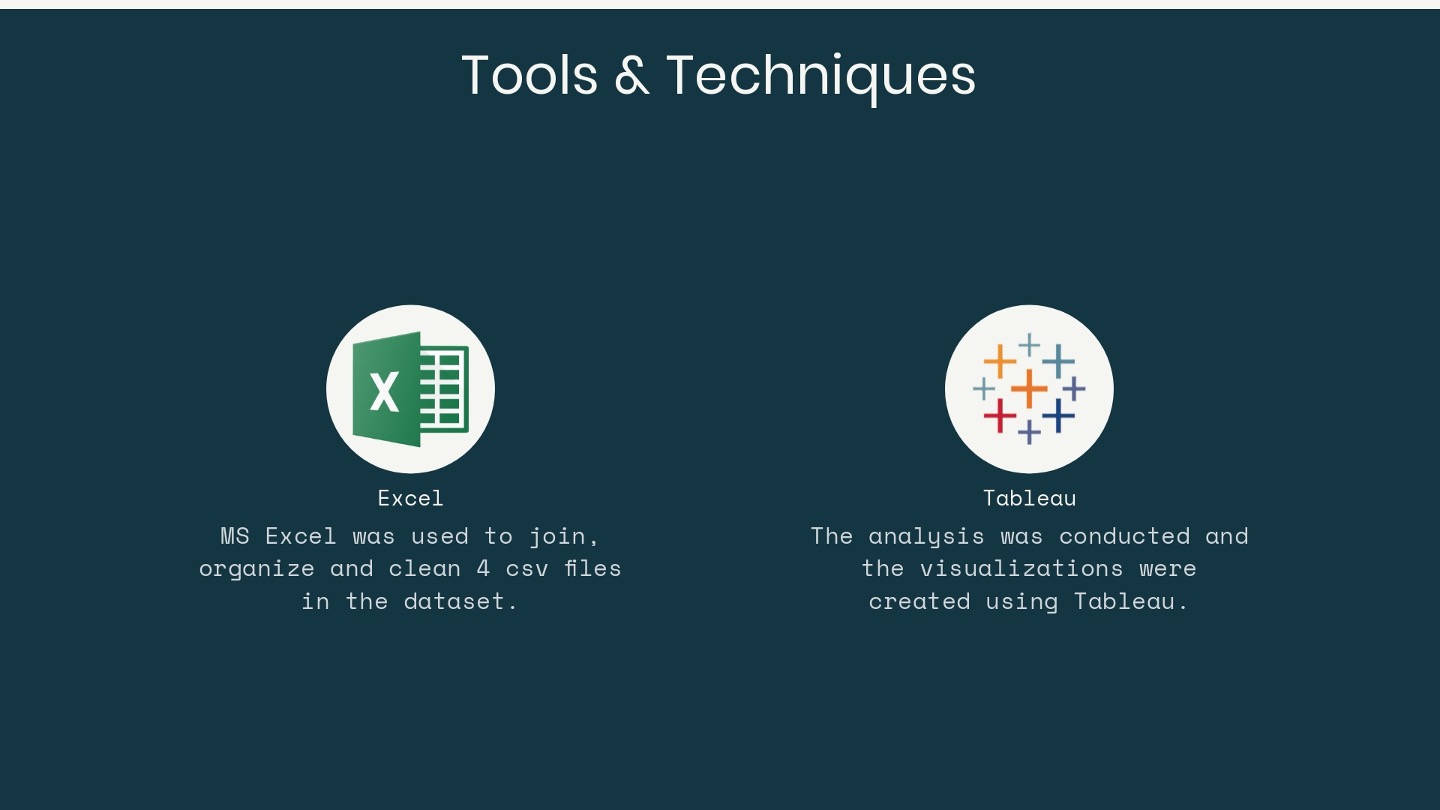 Tools & Techniques
X
Excel
MS Excel was used to join,
organize and clean 4 csv files
in the dataset.
Tableau
The analysis was conducted and
the visualizations were
created using Tableau.